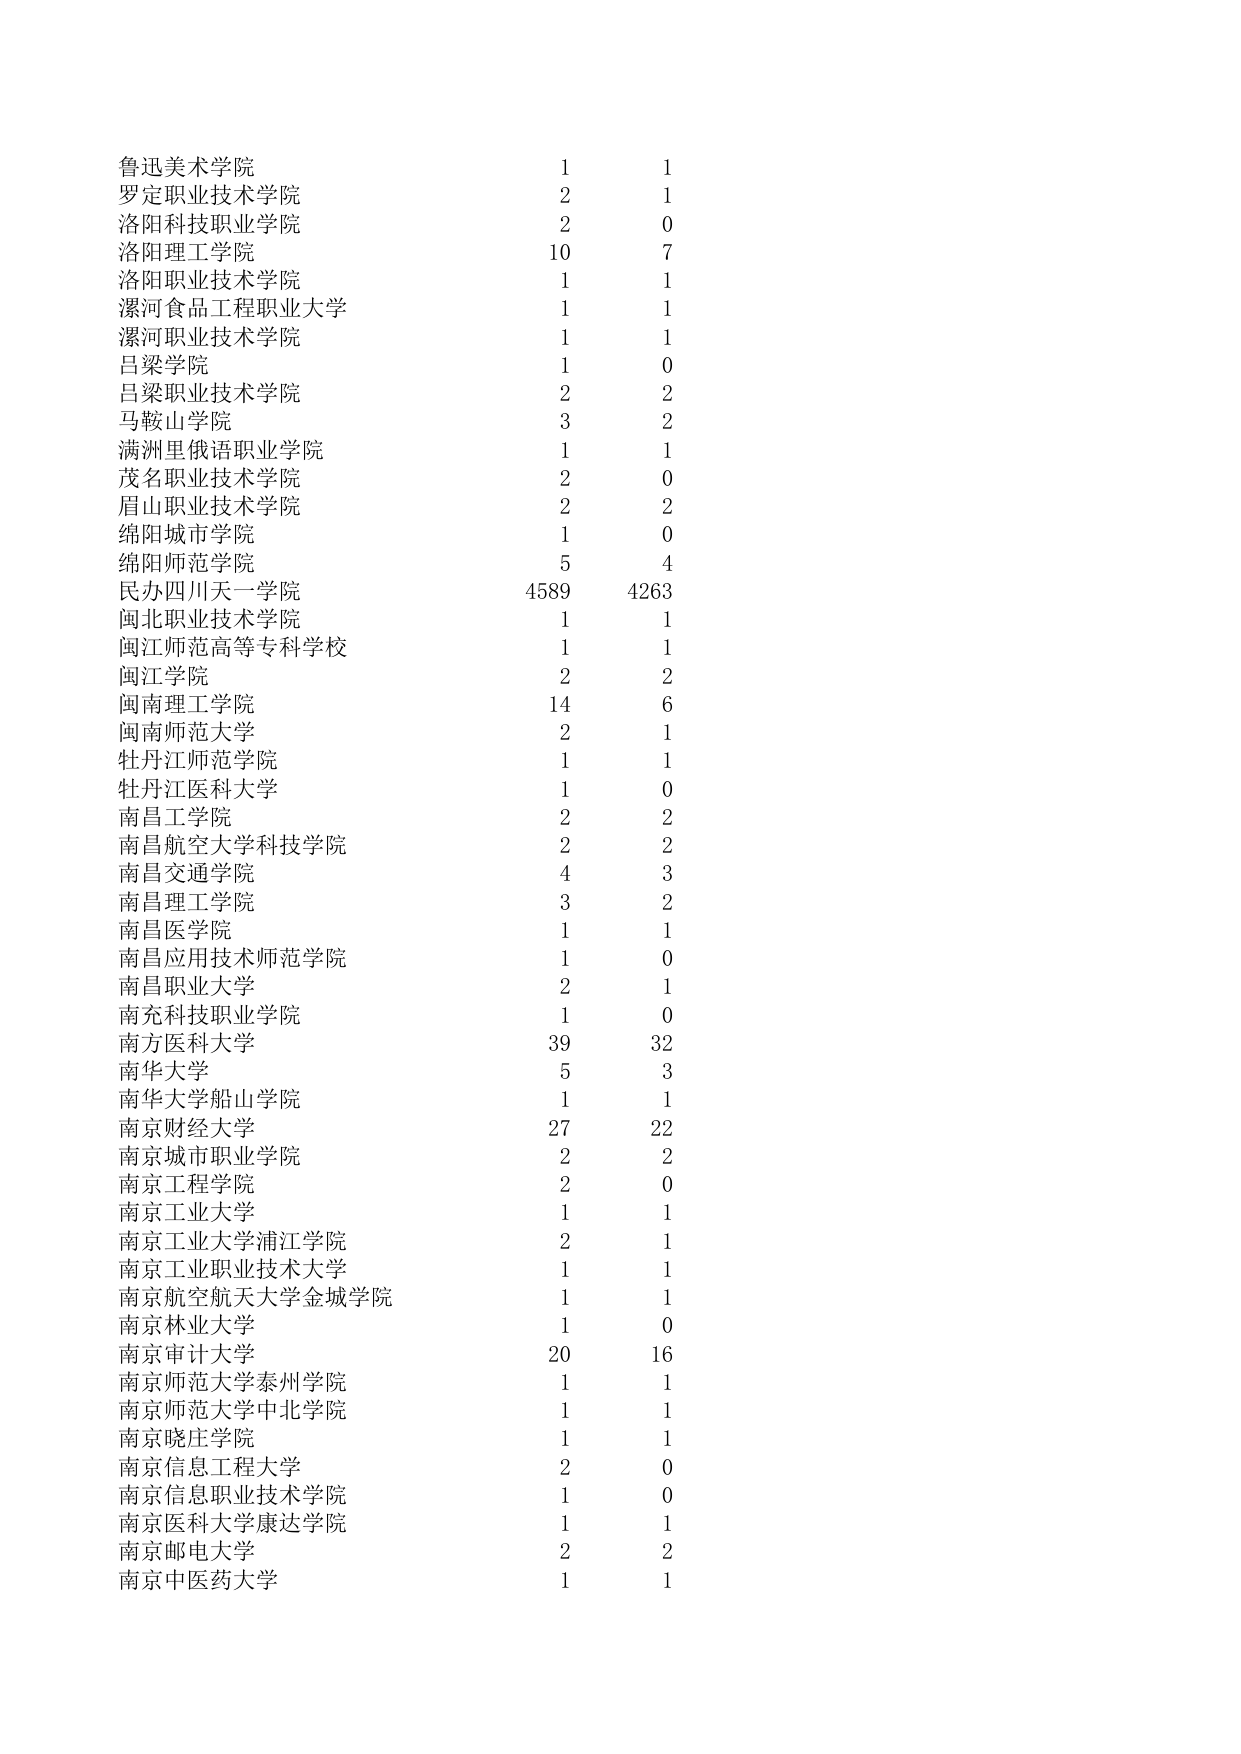 鲁迅美术学院 1 1
罗定职业技术学院 2 1
洛阳科技职业学院 2 0
洛阳理工学院 10 7
洛阳职业技术学院 1 1
漯河食品工程职业大学 1 1
漯河职业技术学院 1 1
吕梁学院 1 0
吕梁职业技术学院 2 2
马鞍山学院 3 2
满洲里俄语职业学院 1 1
茂名职业技术学院 2 0
眉山职业技术学院 2 2
绵阳城市学院 1 0
绵阳师范学院 5 4
民办四川天一学院 4589 4263
闽北职业技术学院 1 1
闽江师范高等专科学校 1 1
闽江学院 2 2
闽南理工学院 14 6
闽南师范大学 2 1
牡丹江师范学院 1 1
牡丹江医科大学 1 0
南昌工学院 2 2
南昌航空大学科技学院 2 2
南昌交通学院 4 3
南昌理工学院 3 2
南昌医学院 1 1
南昌应用技术师范学院 1 0
南昌职业大学 2 1
南充科技职业学院 1 0
南方医科大学 39 32
南华大学 5 3
南华大学船山学院 1 1
南京财经大学 27 22
南京城市职业学院 2 2
南京工程学院 2 0
南京工业大学 1 1
南京工业大学浦江学院 2 1
南京工业职业技术大学 1 1
南京航空航天大学金城学院 1 1
南京林业大学 1 0
南京审计大学 20 16
南京师范大学泰州学院 1 1
南京师范大学中北学院 1 1
南京晓庄学院 1 1
南京信息工程大学 2 0
南京信息职业技术学院 1 0
南京医科大学康达学院 1 1
南京邮电大学 2 2
南京中医药大学 1 1